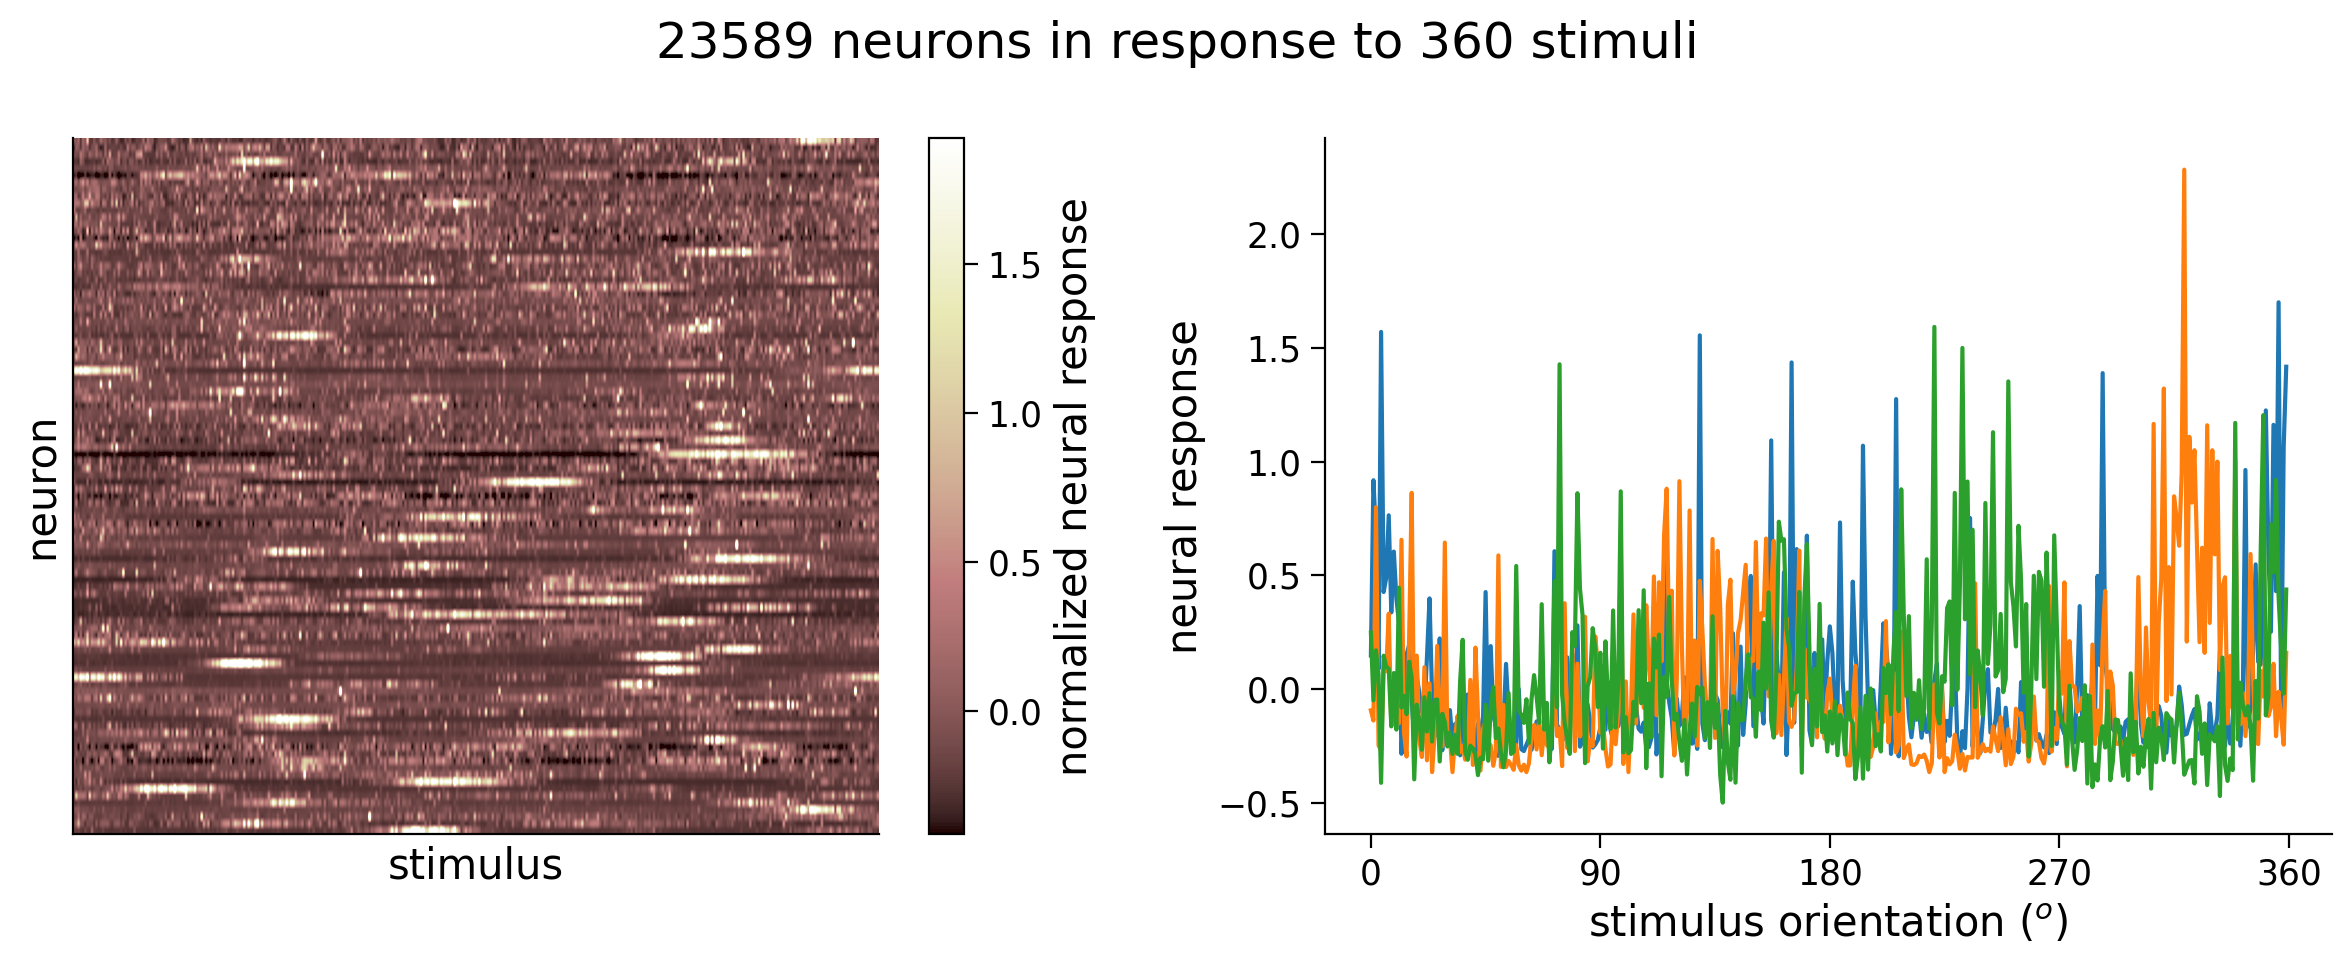 23589 neurons in response to 360 stimuli
neuron
stimulus
1.5
1.0
0.5
0.0
normalized neural response
neural response
2.0
1.5
1.0
0.5
0.0
−0.5
0 90 180 270 360
stimulus orientation (o)